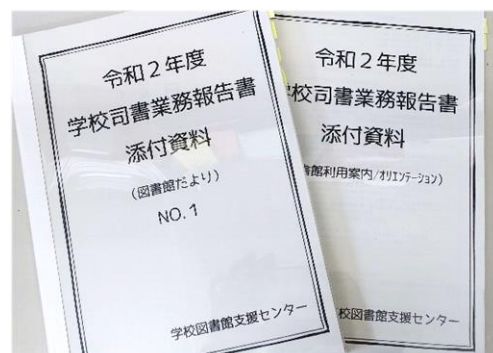 令和２年度
学校司書業務報告書
添付資料
（図書館だより）
NO.1
学校図書館支援センター
令和２年度
校司書業務報告書
添付資料
書館利用案内/オリエンテーション）
校図書館支援センター